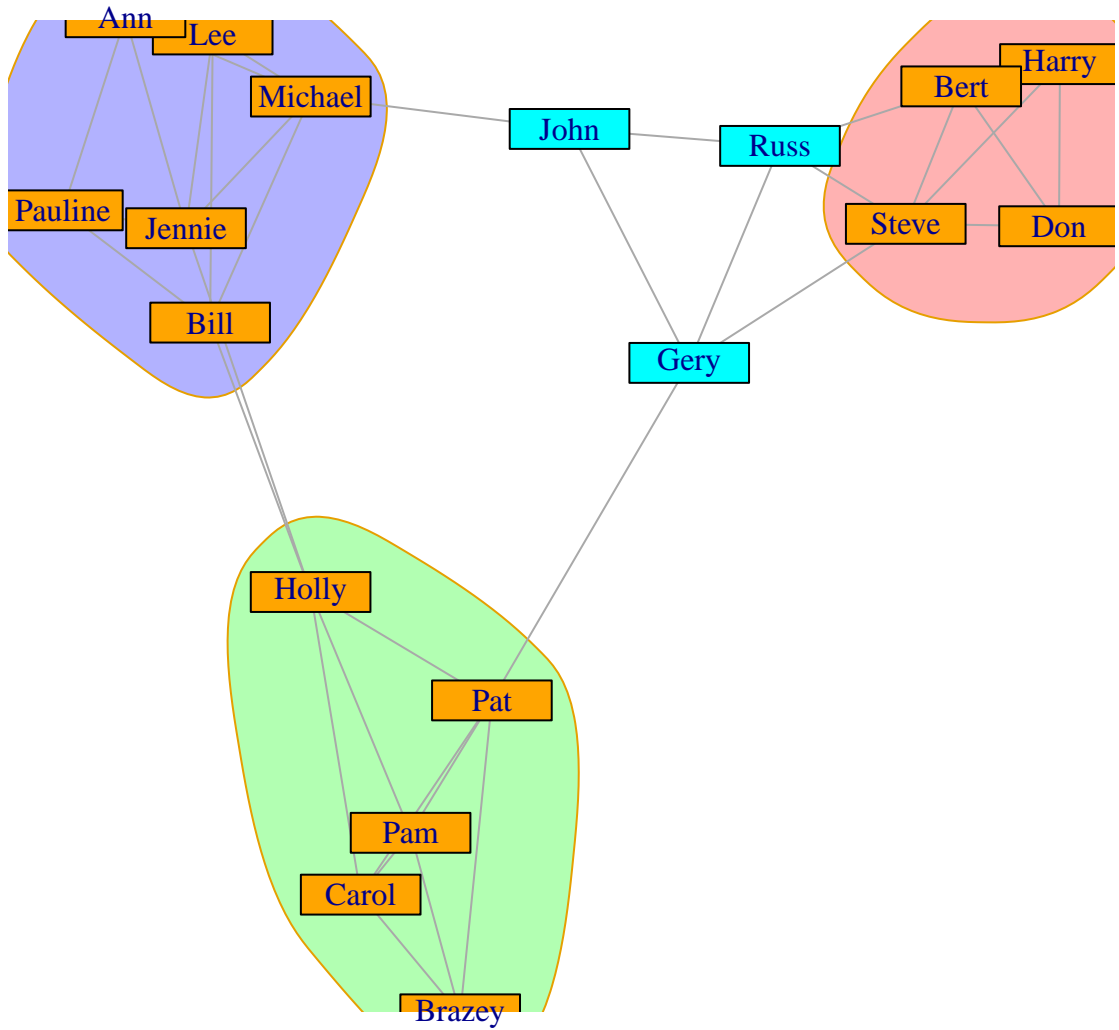 Ann
Lee
Harry
Bert
Michael
John
Russ
Pauline
Jennie
Steve
Don
Bill
Gery
Holly
Pat
Pam
Carol
Brazey